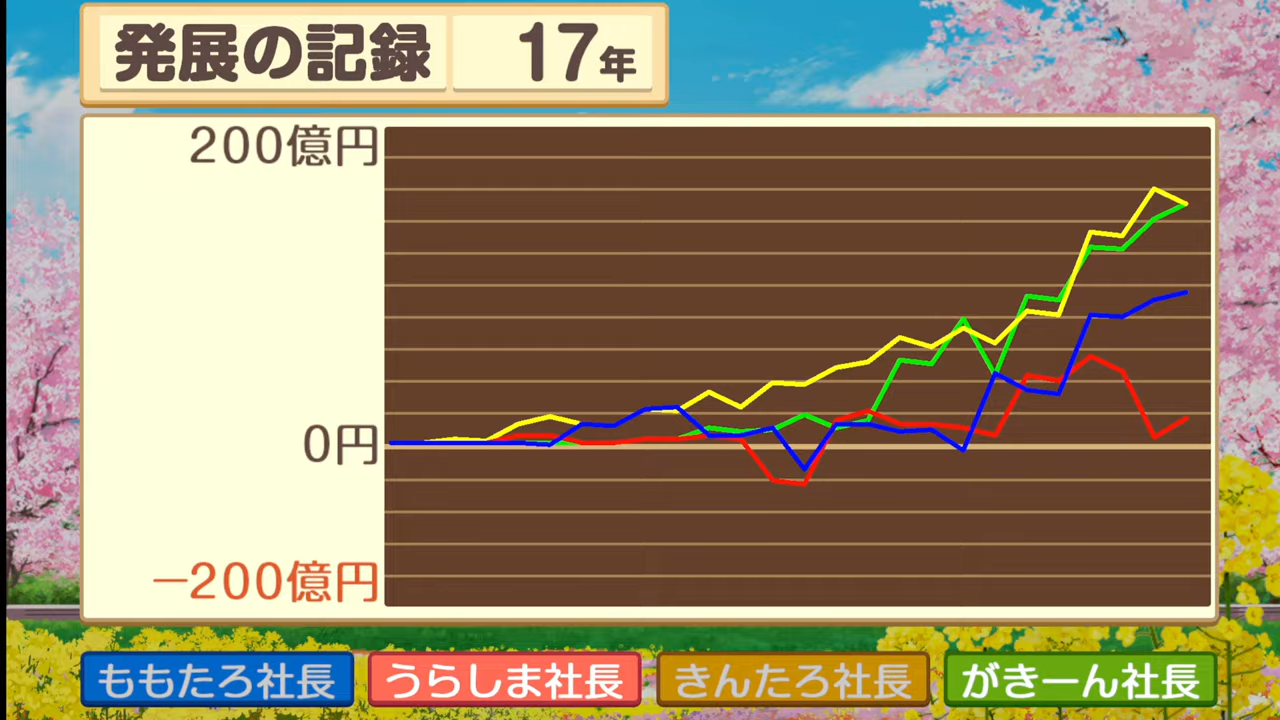 発展の記録 17年
200億円
0円
−200億円
ももたろ社長 うらしま社長 きんたろ社長 がきーん社長